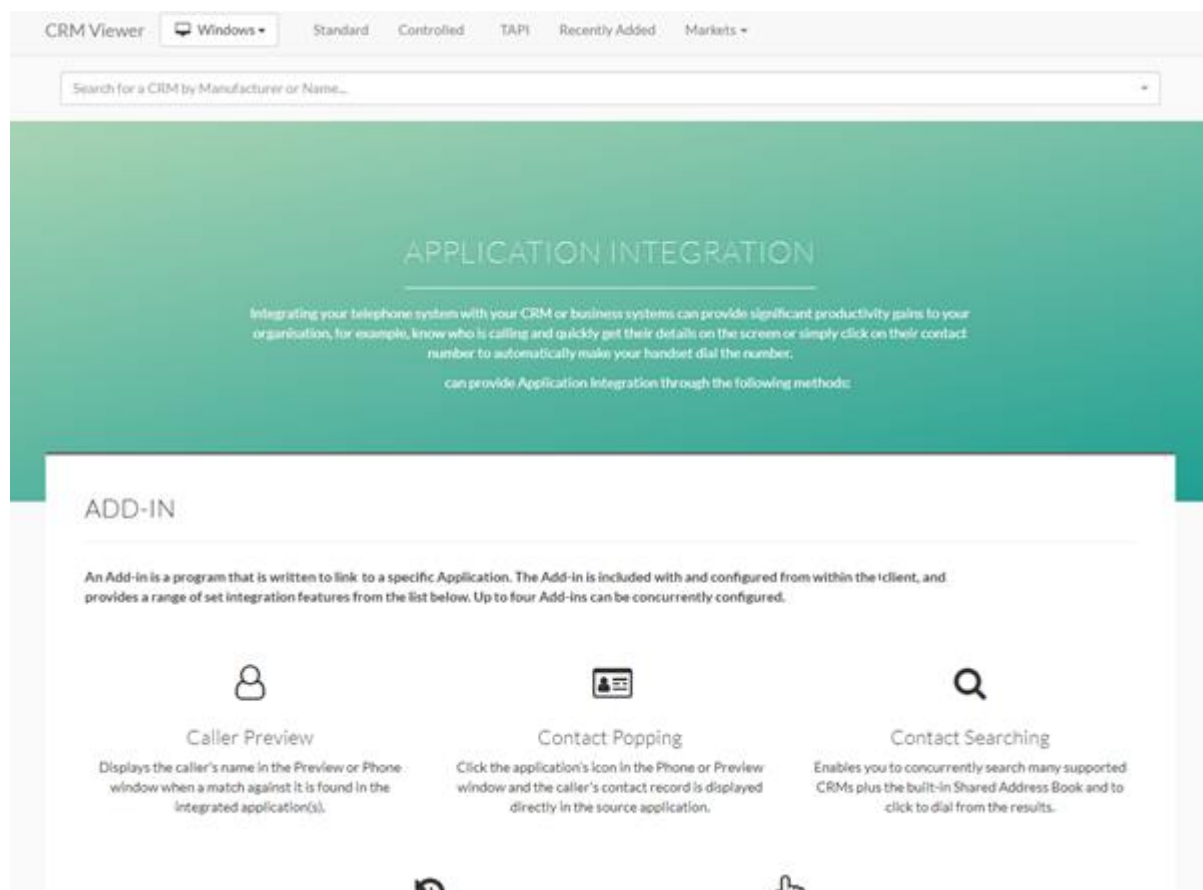 CRM Viewer Windows Standard Controlled TAPI Recently Added Markets
Search for a CRM by Manufacturer or Name...
APPLICATION INTEGRATION
Integrating your telephone system with your CRM or business systems can provide significant productivity gains to your
organisation, for example, know who is calling and quickly get their details on the screen or simply click on their contact
number to automatically make your handset dial the number.
can provide Application Integration through the following methods:
ADD-IN
An Add-in is a program that is written to link to a specific Application. The Add-in is included with and configured from within the client, and
provides a range of set integration features from the list below. Up to four Add-ins can be concurrently configured.
Caller Preview
Displays the caller's name in the Preview or Phone
window when a match against it is found in the
integrated application(s).
Contact Popping
Click the application's icon in the Phone or Preview
window and the caller's contact record is displayed
directly in the source application.
Contact Searching
Enables you to concurrently search many supported
CRMs plus the built-in Shared Address Book and to
click to dial from the results.